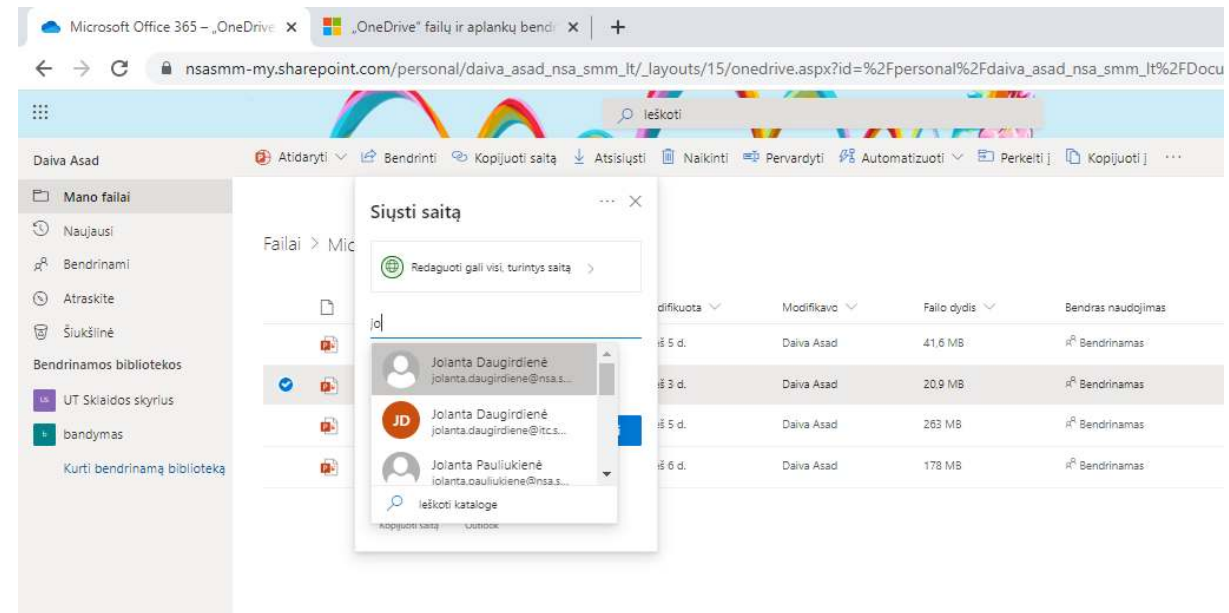 Microsoft Office 365 – „OneDrive
„OneDrive“ failų ir aplankų bendr
nsasmm-my.sharepoint.com/personal/daiva_asad_nsa_smm_lt/_layouts/15/onedrive.aspx?id=%2Fpersonal%2Fdaiva_asad_nsa_smm_lt%2FDocu
Ieškoti
Daiva Asad
Atidaryti
Bendrinti
Kopijuoti saitą
Atsisiųsti
Naikinti
Pervardyti
Automatizuoti
Perkelti į
Kopijuoti į
Mano failai
Naujausi
Bendrinami
Atraskite
Šiukšlinė
Bendrinamos bibliotekos
UT Sklaidos skyrius
b bandymas
Kurti bendrinamą biblioteką
Failai > Mic
Siųsti saitą
Redaguoti gali visi, turintys saitą
jo
Jolanta Daugirdienė
jolanta.daugirdiene@nsa.s...
JD
Jolanta Daugirdienė
jolanta.daugirdiene@itc.s...
Jolanta Pauliukienė
jolanta.pauliukiene@nsa.s...
Ieškoti kataloge
Kopijuoti saitą
Outlook
difikuota
Modifikavo
Failo dydis
Bendras naudojimas
eš 5 d.
Daiva Asad
41,6 MB
Bendrinamas
eš 3 d.
Daiva Asad
20,9 MB
Bendrinamas
eš 5 d.
Daiva Asad
263 MB
Bendrinamas
eš 6 d.
Daiva Asad
178 MB
Bendrinamas